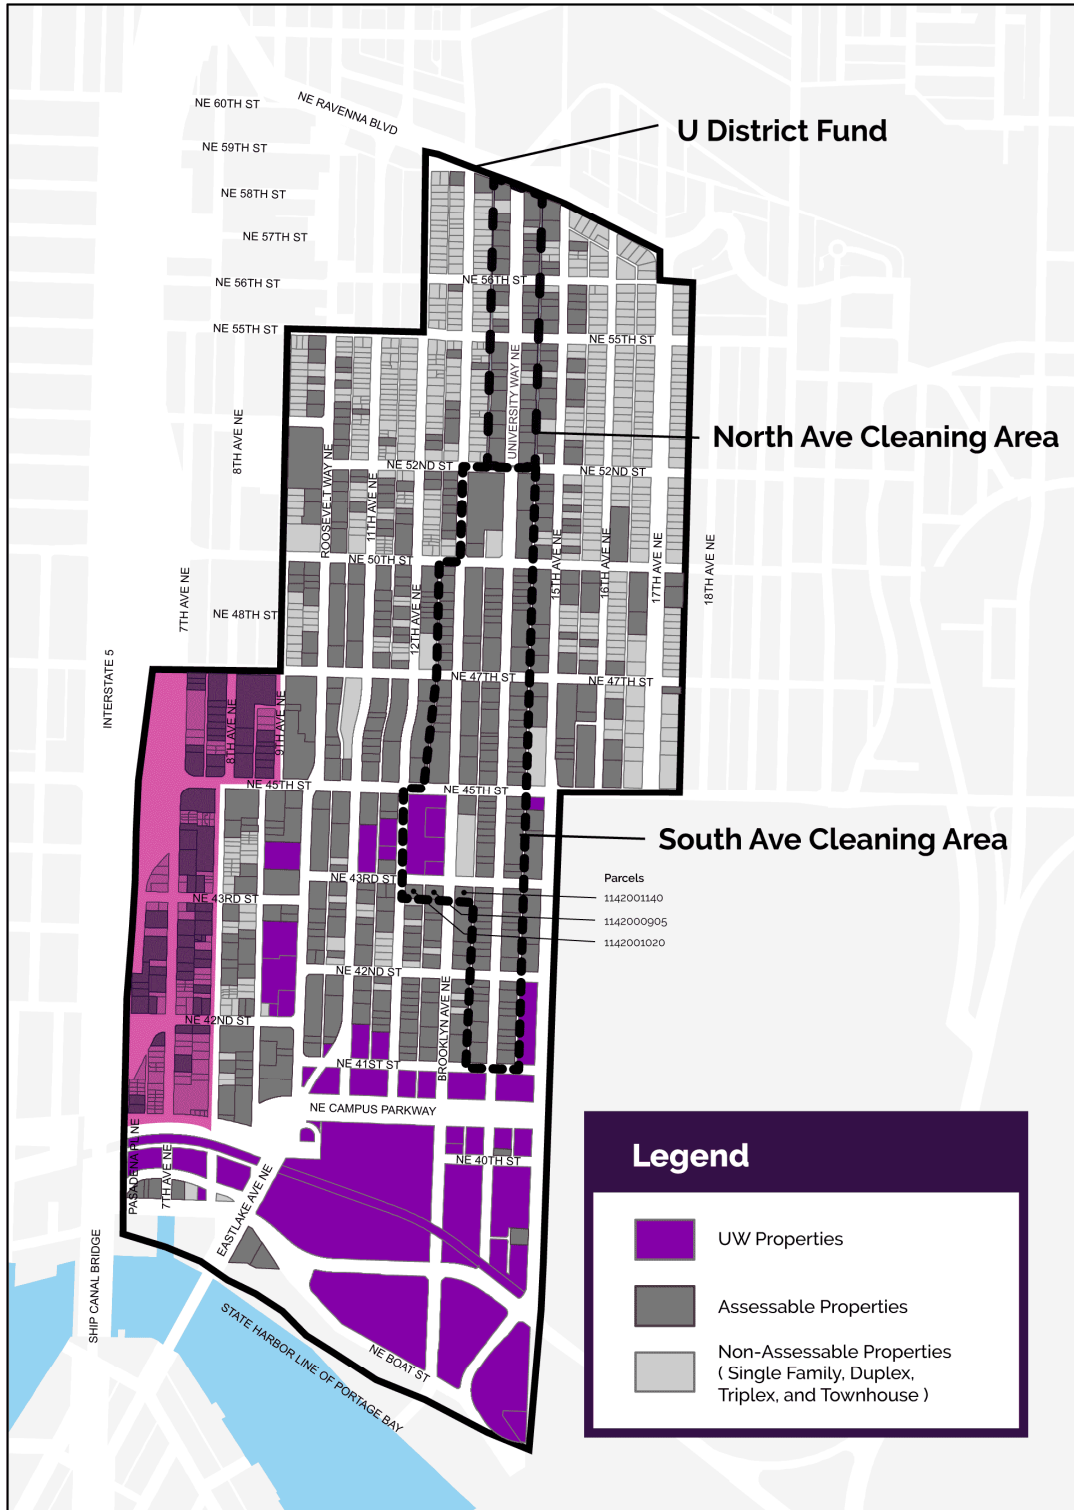 NE 60TH ST
NE RAVENNA BLVD
U District Fund
NE 59TH ST
NE 58TH ST
NE 57TH ST
NE 56TH ST
NE 56TH ST
NE 55TH ST
NE 55TH ST
UNIVERSITY WAY NE
North Ave Cleaning Area
8TH AVE NE
NE 52ND ST
NE 52ND ST
ROOSEVELT WAY NE
11TH AVE NE
NE 50TH ST
15TH AVE NE
16TH AVE NE
17TH AVE NE
18TH AVE NE
7TH AVE NE
12TH AVE NE
NE 48TH ST
NE 47TH ST
NE 47TH ST
INTERSTATE 5
8TH AVE NE
9TH AVE NE
NE 45TH ST
NE 45TH ST
South Ave Cleaning Area
NE 43RD ST
Parcels
1142001140
1142000905
1142001020
NE 43RD ST
NE 42ND ST
BROOKLYN AVE NE
NE 42ND ST
NE 41ST ST
NE CAMPUS PARKWAY
PASADENA PL NE
7TH AVE NE
NE 40TH ST
EASTLAKE AVE NE
SHIP CANAL BRIDGE
STATE HARBOR LINE OF PORTAGE BAY
NE BOAT ST
Legend
UW Properties
Assessable Properties
Non-Assessable Properties
( Single Family, Duplex,
Triplex, and Townhouse )